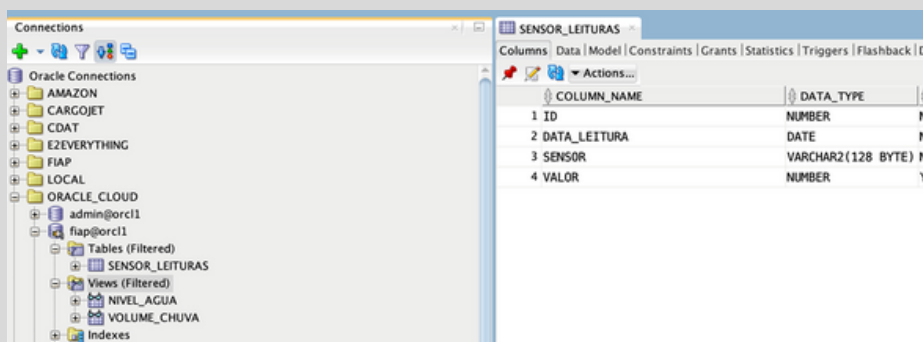 Connections
Oracle Connections
AMAZON
CARGOJET
CDAT
E2EVERYTHING
FIAP
LOCAL
ORACLE_CLOUD
admin@orcl1
fiap@orcl1
Tables (Filtered)
SENSOR_LEITURAS
Views (Filtered)
NIVEL_AGUA
VOLUME_CHUVA
Indexes
SENSOR_LEITURAS
Columns Data Model Constraints Grants Statistics Triggers Flashback
Actions...
COLUMN_NAME DATA_TYPE
1 ID NUMBER
2 DATA_LEITURA DATE
3 SENSOR VARCHAR2(128 BYTE)
4 VALOR NUMBER